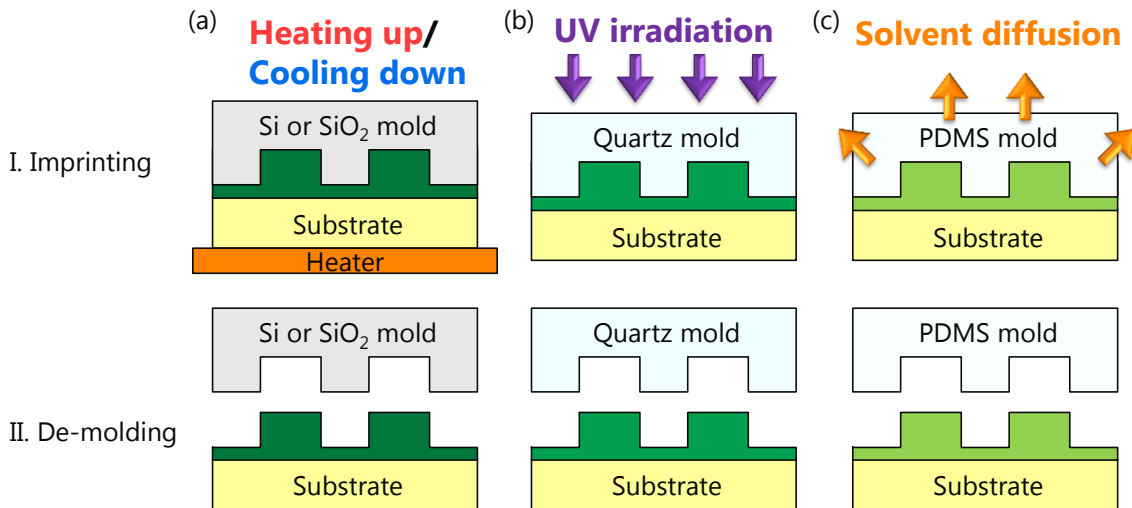 (a)
Heating up/
Cooling down
(b)
UV irradiation
(c)
Solvent diffusion
I. Imprinting
Si or SiO₂ mold
Substrate
Heater
Quartz mold
Substrate
PDMS mold
Substrate
II. De-molding
Si or SiO₂ mold
Substrate
Quartz mold
Substrate
PDMS mold
Substrate